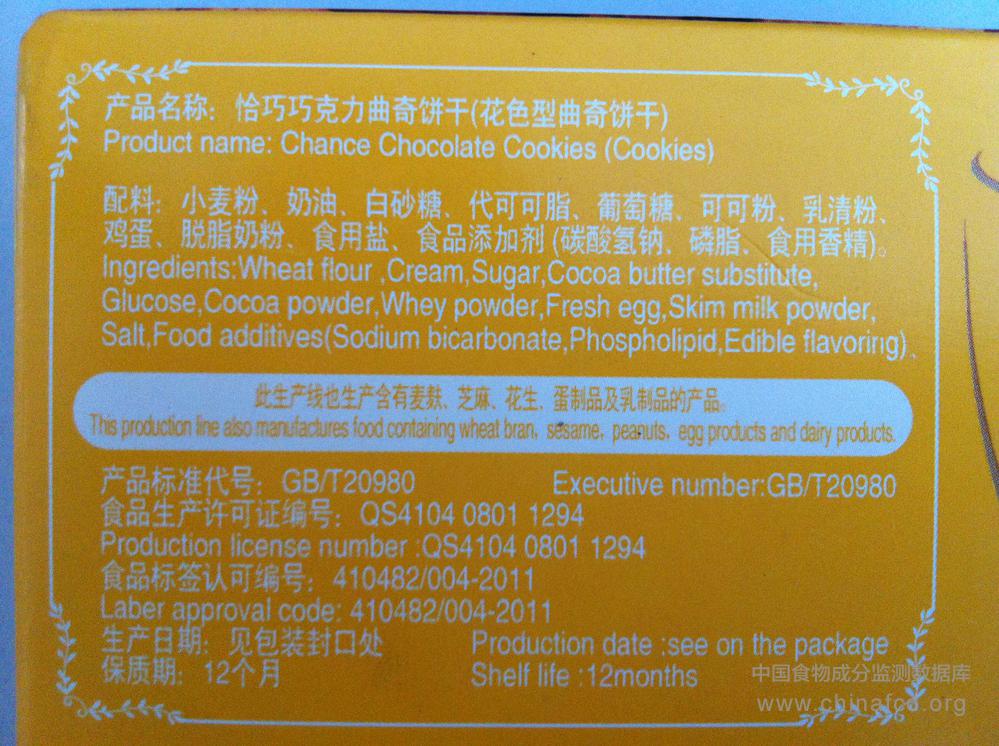 产品名称：恰巧巧克力曲奇饼干(花色型曲奇饼干)
Product name: Chance Chocolate Cookies (Cookies)
配料：小麦粉、奶油、白砂糖、代可可脂、葡萄糖、可可粉、乳清粉、
鸡蛋、脱脂奶粉、食用盐、食品添加剂 (碳酸氢钠、磷脂、食用香精)。
Ingredients:Wheat flour ,Cream,Sugar,Cocoa butter substitute,
Glucose,Cocoa powder,Whey powder,Fresh egg,Skim milk powder,
Salt,Food additives(Sodium bicarbonate,Phospholipid,Edible flavoring)、
此生产线也生产含有麦麸、芝麻、花生, 蛋制品及乳制品的产品。
This production line also manufactures food containing wheat bran, sesame, peanuts, egg products and dairy products.
产品标准代号：GB/T20980 Executive number:GB/T20980
食品生产许可证编号：QS4104 0801 1294
Production license number :QS4104 0801 1294
食品标签认可编号：410482/004-2011
Laber approval code: 410482/004-2011
生产日期：见包装封口处 Production date :see on the package
保质期：12个月 Shelf life :12months
中国食物成分监测数据库
www.chinafcd.org